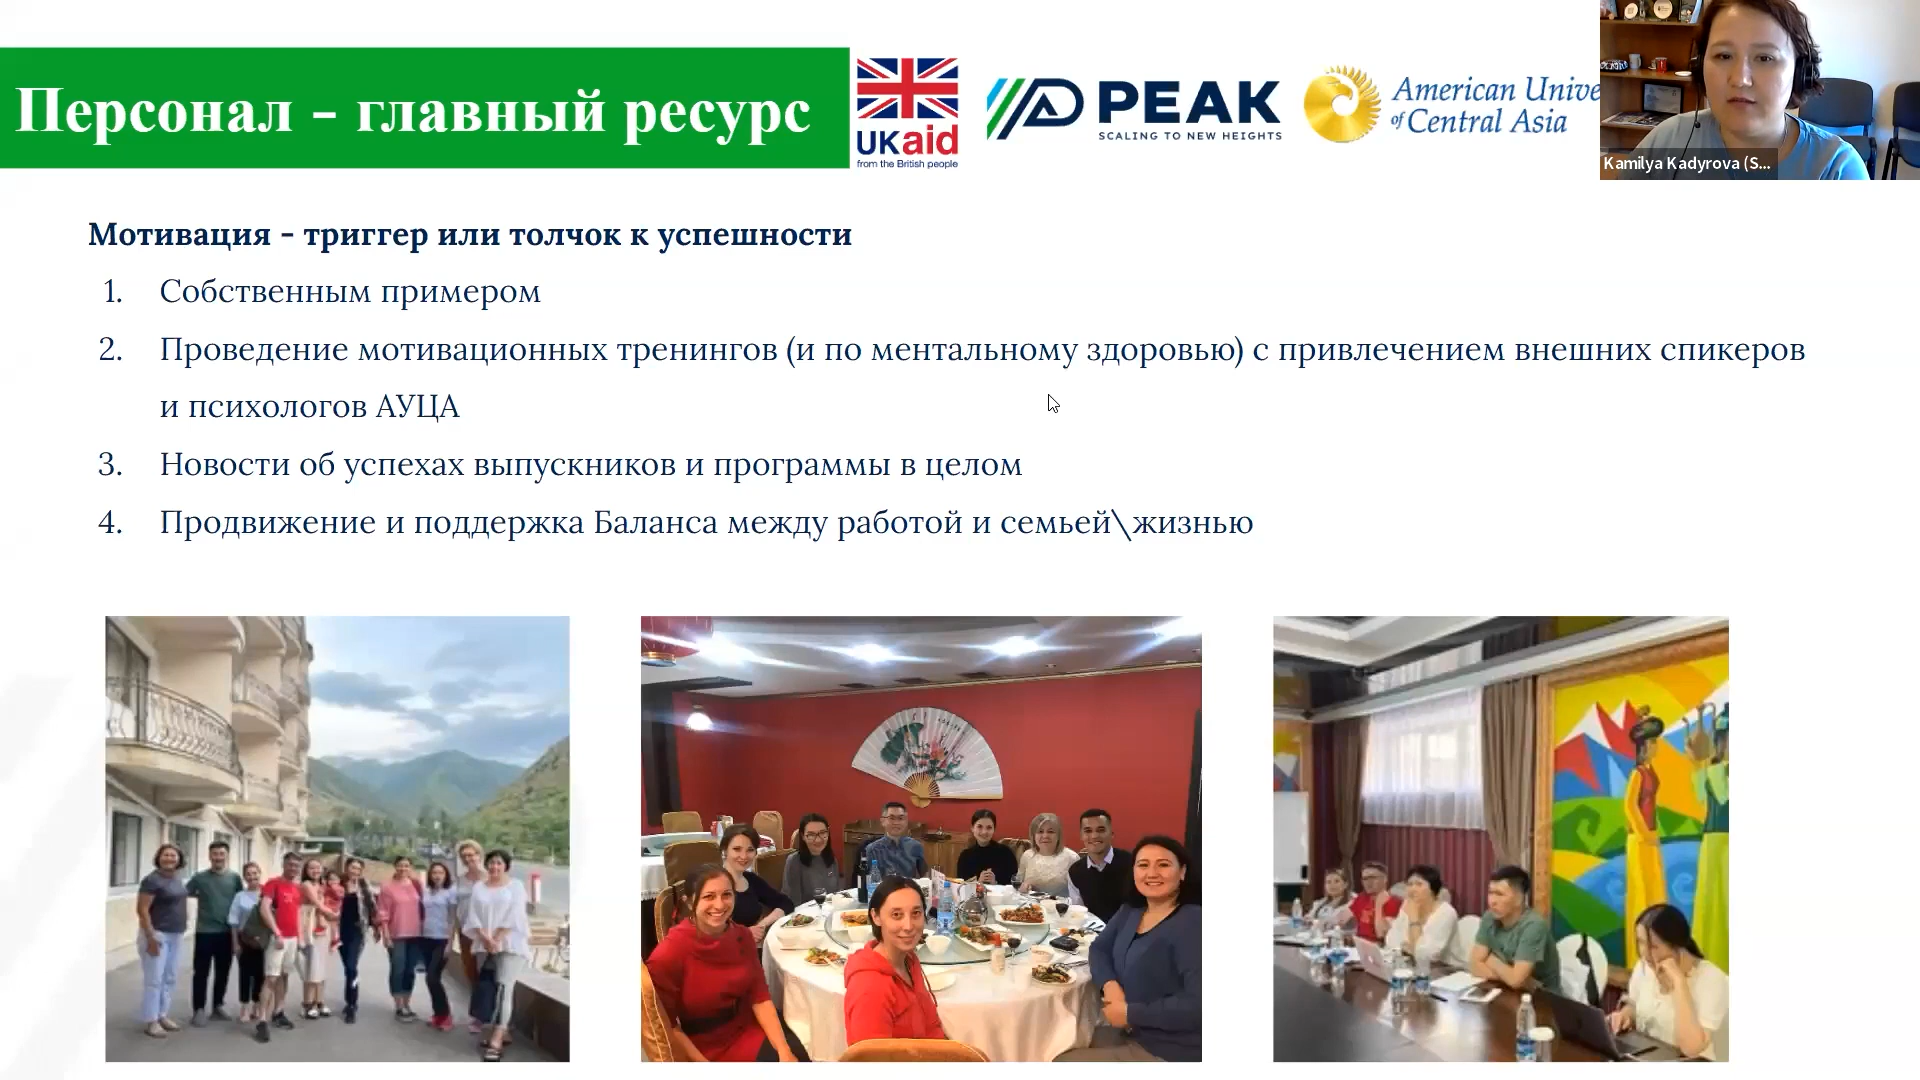 Персонал – главный ресурс
UKaid
from the British people
PEAK
SCALING TO NEW HEIGHTS
American Unive
of Central Asia
Kamilya Kadyrova (S...
Мотивация - триггер или толчок к успешности
1. Собственным примером
2. Проведение мотивационных тренингов (и по ментальному здоровью) с привлечением внешних спикеров
и психологов АУЦА
3. Новости об успехах выпускников и программы в целом
4. Продвижение и поддержка Баланса между работой и семьей\жизнью